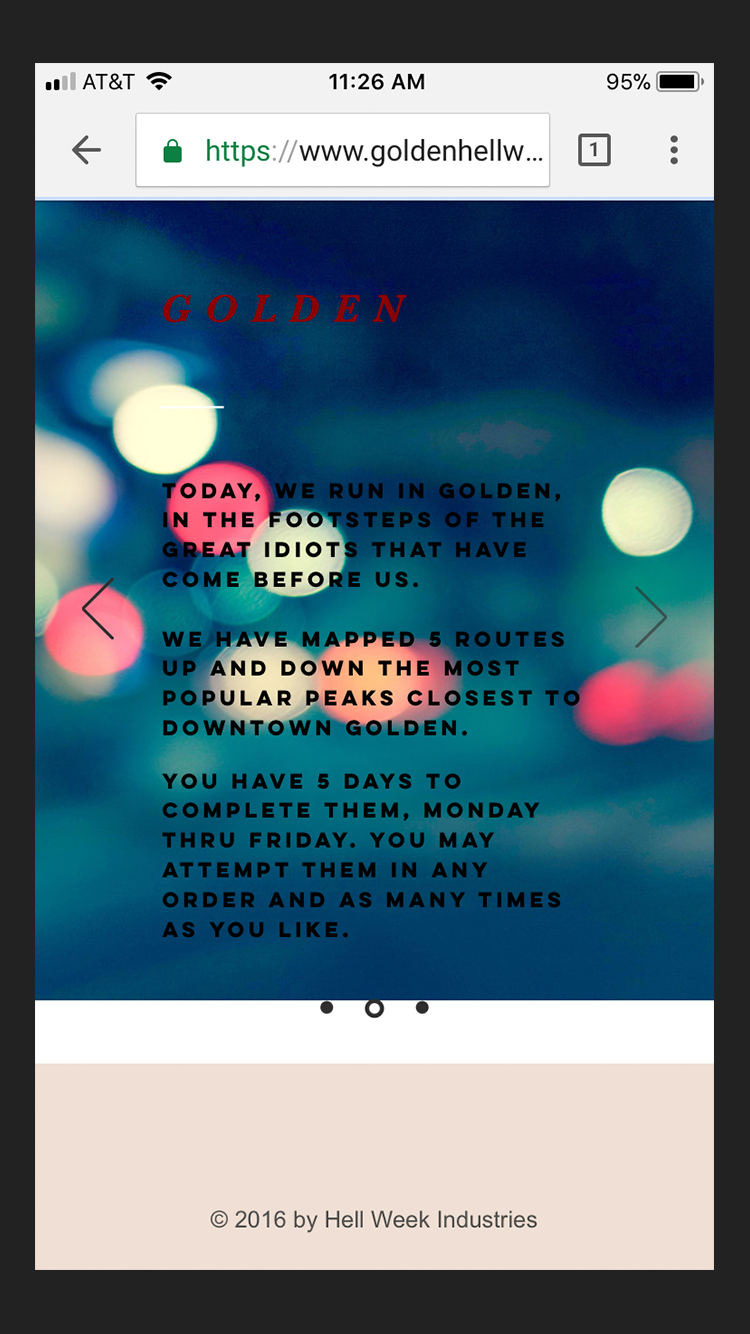 AT&T 11:26 AM 95%
https://www.goldenhellw... 1
GOLDEN
TODAY, WE RUN IN GOLDEN,
IN THE FOOTSTEPS OF THE
GREAT IDIOTS THAT HAVE
COME BEFORE US.
WE HAVE MAPPED 5 ROUTES
UP AND DOWN THE MOST
POPULAR PEAKS CLOSEST TO
DOWNTOWN GOLDEN.
YOU HAVE 5 DAYS TO
COMPLETE THEM, MONDAY
THRU FRIDAY. YOU MAY
ATTEMPT THEM IN ANY
ORDER AND AS MANY TIMES
AS YOU LIKE.
© 2016 by Hell Week Industries